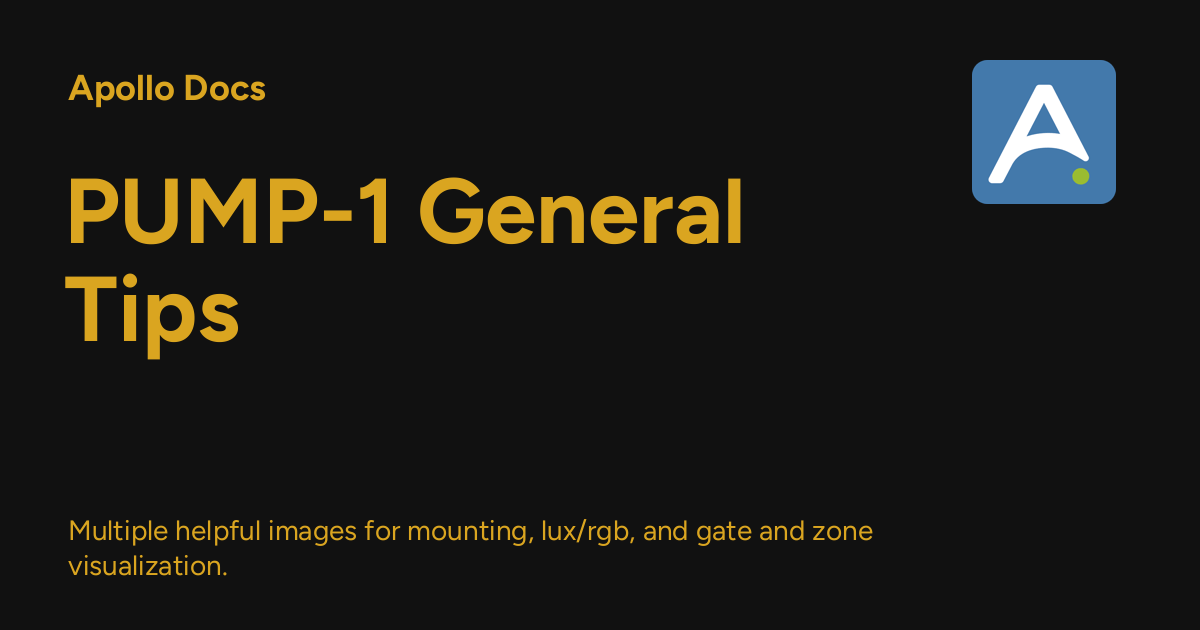 Apollo Docs
PUMP-1 General
Tips
Multiple helpful images for mounting, lux/rgb, and gate and zone
visualization.